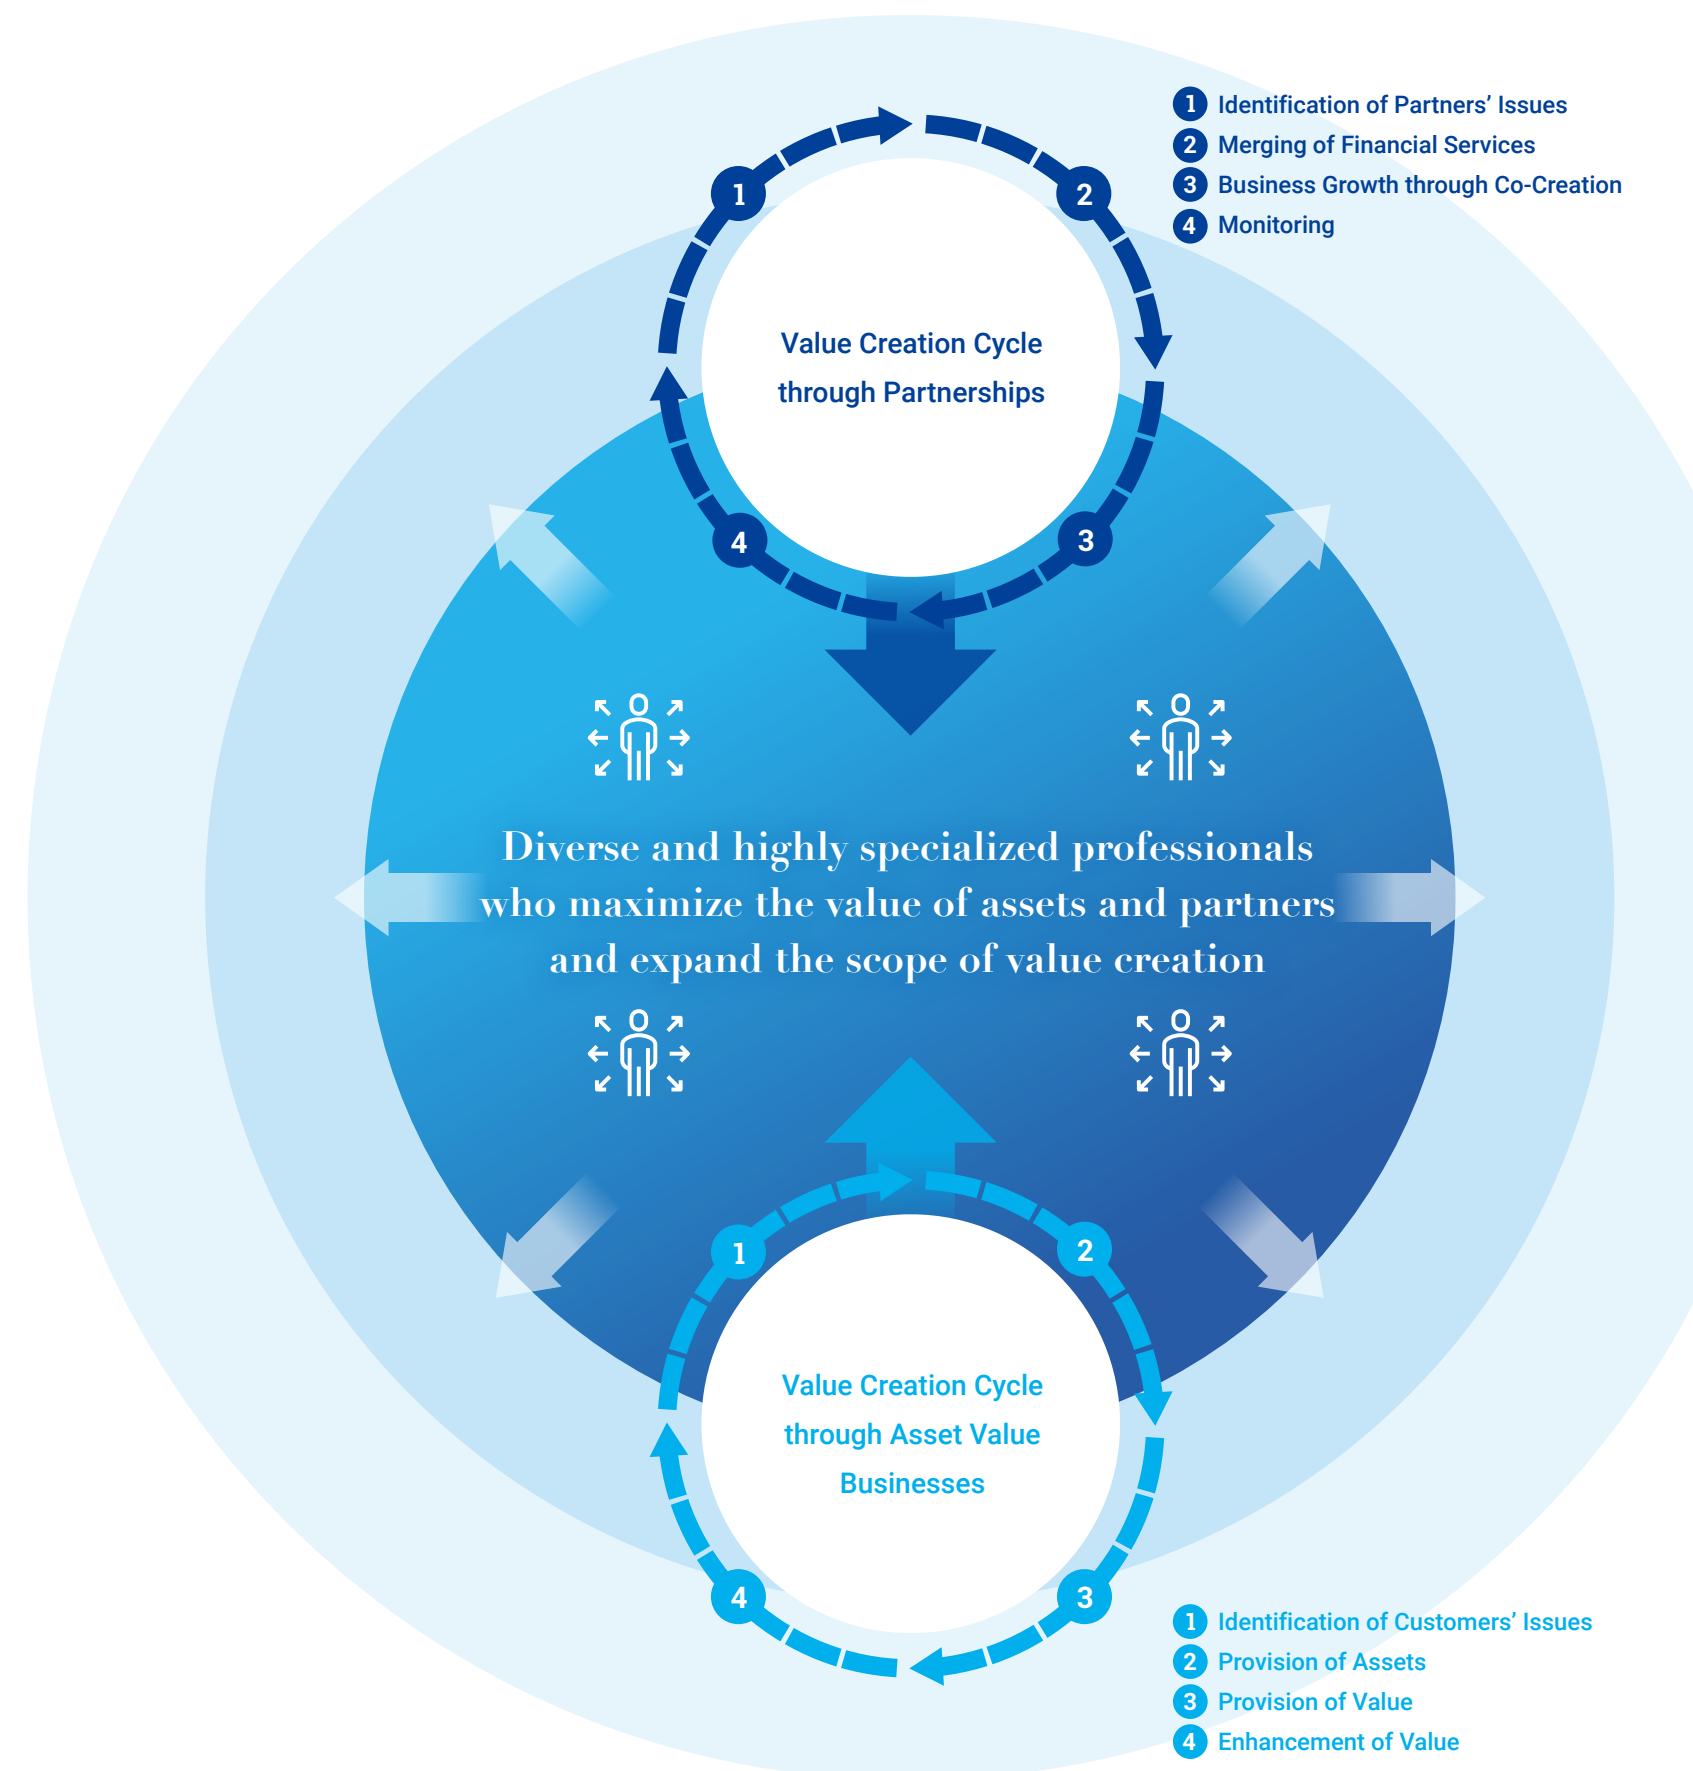 1 Identification of Partners’ Issues
2 Merging of Financial Services
3 Business Growth through Co-Creation
4 Monitoring
1
2
Value Creation Cycle
through Partnerships
4
3
Diverse and highly specialized professionals
who maximize the value of assets and partners
and expand the scope of value creation
1
2
Value Creation Cycle
through Asset Value
Businesses
4
3
1 Identification of Customers’ Issues
2 Provision of Assets
3 Provision of Value
4 Enhancement of Value